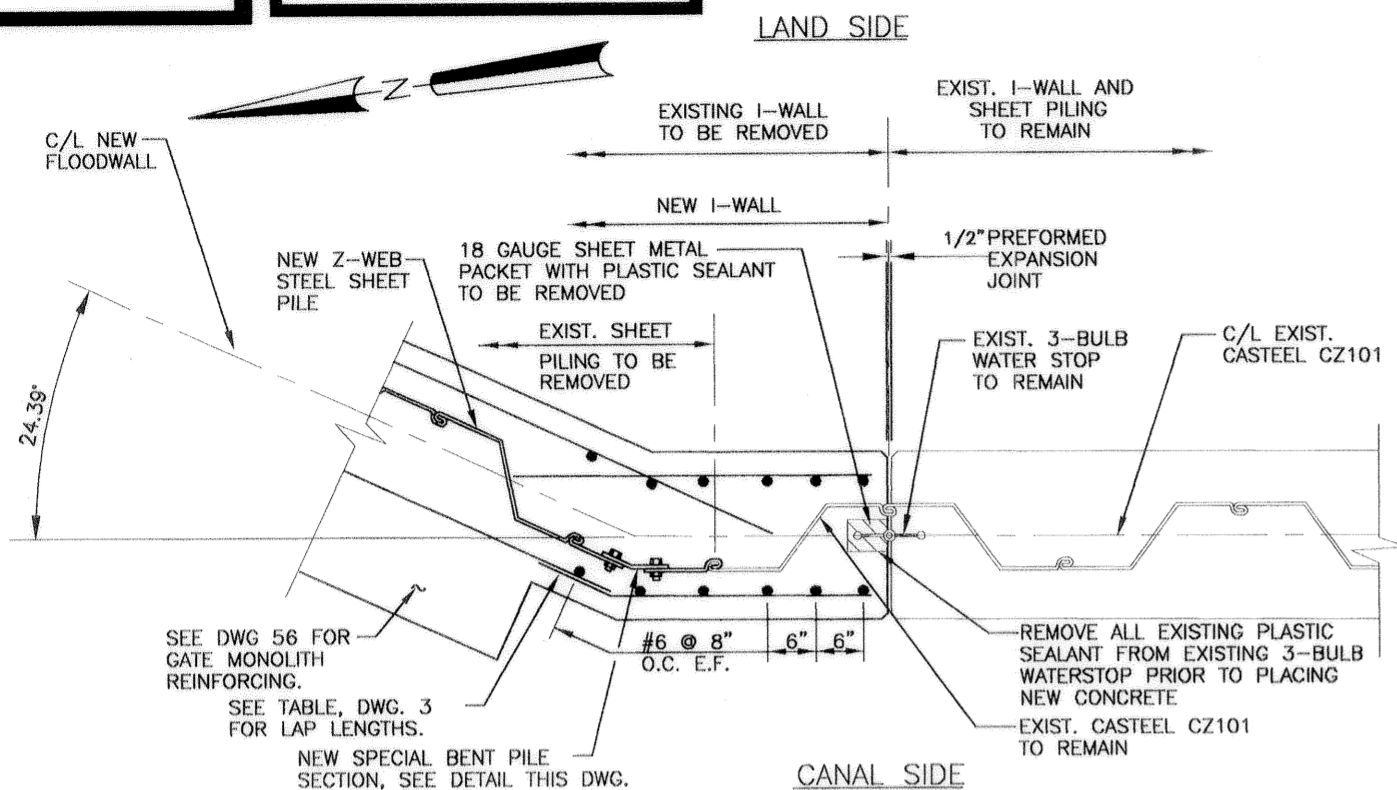 LAND SIDE
N
C/L NEW
FLOODWALL
EXISTING I-WALL
TO BE REMOVED
EXIST. I-WALL AND
SHEET PILING
TO REMAIN
NEW I-WALL
NEW Z-WEB
STEEL SHEET
PILE
18 GAUGE SHEET METAL
PACKET WITH PLASTIC SEALANT
TO BE REMOVED
1/2" PREFORMED
EXPANSION
JOINT
EXIST. SHEET
PILING TO BE
REMOVED
EXIST. 3-BULB
WATER STOP
TO REMAIN
C/L EXIST.
CASTEEL CZ101
24.39°
SEE DWG 56 FOR
GATE MONOLITH
REINFORCING.
#6 @ 8"
O.C. E.F.
6"
6"
REMOVE ALL EXISTING PLASTIC
SEALANT FROM EXISTING 3-BULB
WATERSTOP PRIOR TO PLACING
NEW CONCRETE
SEE TABLE, DWG. 3
FOR LAP LENGTHS.
EXIST. CASTEEL CZ101
TO REMAIN
NEW SPECIAL BENT PILE
SECTION, SEE DETAIL THIS DWG.
CANAL SIDE